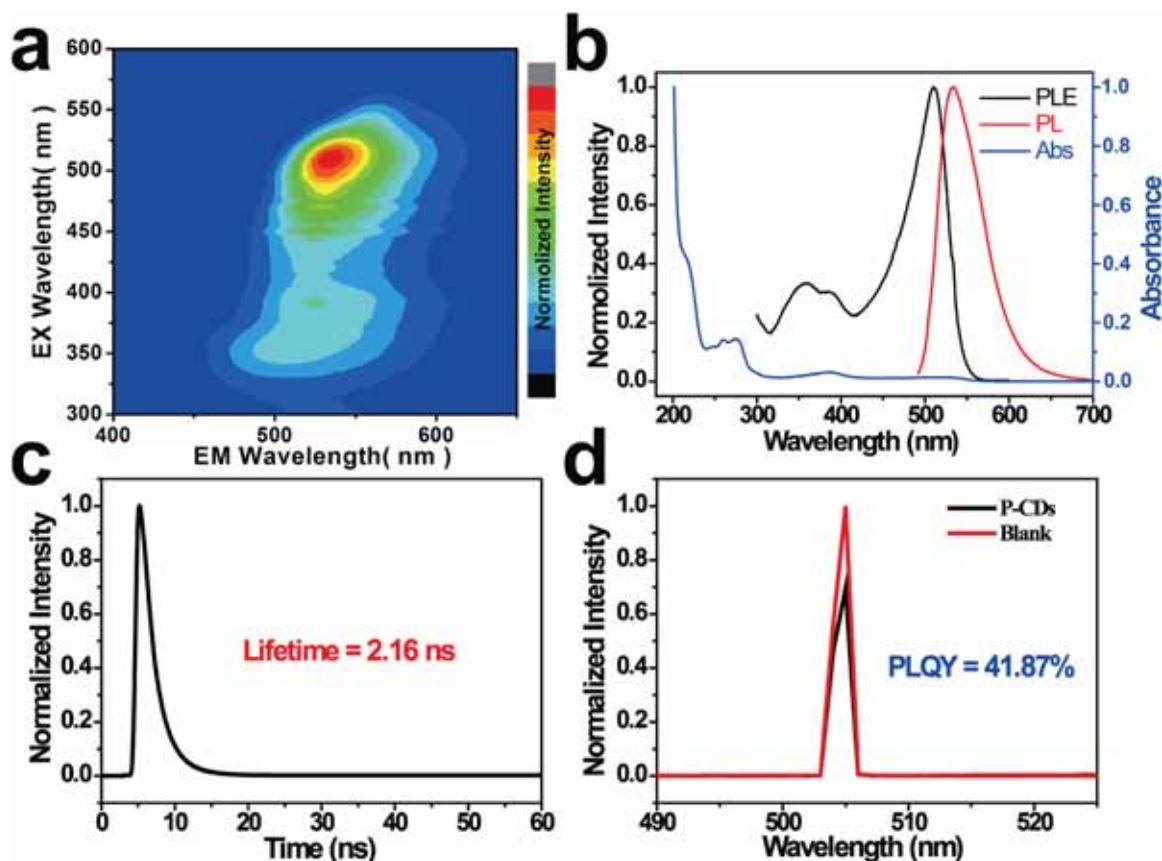 a
600
550
500
450
400
350
300
EX Wavelength( nm )
400 500 600
EM Wavelength( nm )
Normolized Intensity
b
1.0
0.8
0.6
0.4
0.2
0.0
Normolized Intensity
PLE
PL
Abs
1.0
0.8
0.6
0.4
0.2
0.0
Absorbance
200 300 400 500 600 700
Wavelength (nm)
c
1.0
0.8
0.6
0.4
0.2
0.0
Normalized Intensity
Lifetime = 2.16 ns
0 10 20 30 40 50 60
Time (ns)
d
1.0
0.8
0.6
0.4
0.2
0.0
Normalized Intensity
P-CDs
Blank
PLQY = 41.87%
490 500 510 520
Wavelength (nm)